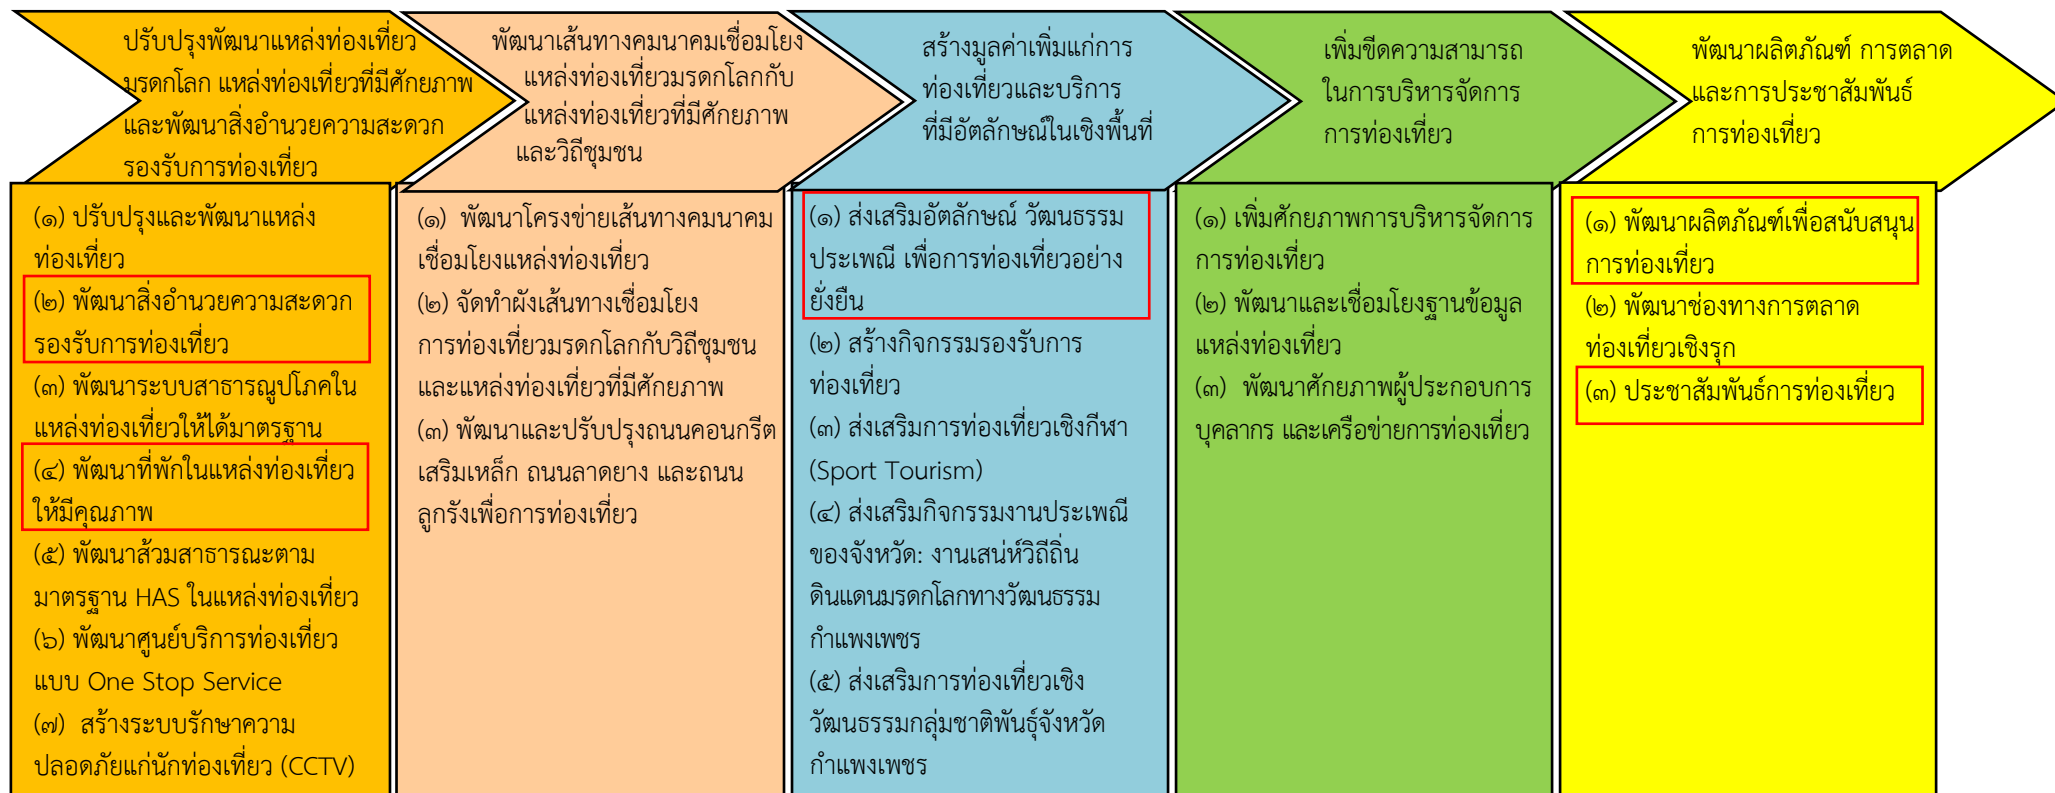 ปรับปรุงพัฒนาแหล่งท่องเที่ยว
มรดกโลก แหล่งท่องเที่ยวที่มีศักยภาพ
และพัฒนาสิ่งอำนวยความสะดวก
รองรับการท่องเที่ยว
พัฒนาเส้นทางคมนาคมเชื่อมโยง
แหล่งท่องเที่ยวมรดกโลกกับ
แหล่งท่องเที่ยวที่มีศักยภาพ
และวิถีชุมชน
สร้างมูลค่าเพิ่มแก่การ
ท่องเที่ยวและบริการ
ที่มีอัตลักษณ์ในเชิงพื้นที่
เพิ่มขีดความสามารถ
ในการบริหารจัดการ
การท่องเที่ยว
พัฒนาผลิตภัณฑ์ การตลาด
และการประชาสัมพันธ์
การท่องเที่ยว
(๑) ปรับปรุงและพัฒนาแหล่ง
ท่องเที่ยว
(๒) พัฒนาสิ่งอำนวยความสะดวก
รองรับการท่องเที่ยว
(๓) พัฒนาระบบสาธารณูปโภคใน
แหล่งท่องเที่ยวให้ได้มาตรฐาน
(๔) พัฒนาที่พักในแหล่งท่องเที่ยว
ให้มีคุณภาพ
(๕) พัฒนาส้วมสาธารณะตาม
มาตรฐาน HAS ในแหล่งท่องเที่ยว
(๖) พัฒนาศูนย์บริการท่องเที่ยว
แบบ One Stop Service
(๗) สร้างระบบรักษาความ
ปลอดภัยแก่นักท่องเที่ยว (CCTV)
(๑) พัฒนาโครงข่ายเส้นทางคมนาคม
เชื่อมโยงแหล่งท่องเที่ยว
(๒) จัดทำผังเส้นทางเชื่อมโยง
การท่องเที่ยวมรดกโลกกับวิถีชุมชน
และแหล่งท่องเที่ยวที่มีศักยภาพ
(๓) พัฒนาและปรับปรุงถนนคอนกรีต
เสริมเหล็ก ถนนลาดยาง และถนน
ลูกรังเพื่อการท่องเที่ยว
(๑) ส่งเสริมอัตลักษณ์ วัฒนธรรม
ประเพณี เพื่อการท่องเที่ยวอย่าง
ยั่งยืน
(๒) สร้างกิจกรรมรองรับการ
ท่องเที่ยว
(๓) ส่งเสริมการท่องเที่ยวเชิงกีฬา
(Sport Tourism)
(๔) ส่งเสริมกิจกรรมงานประเพณี
ของจังหวัด: งานเสน่ห์วิถีถิ่น
ดินแดนมรดกโลกทางวัฒนธรรม
กำแพงเพชร
(๕) ส่งเสริมการท่องเที่ยวเชิง
วัฒนธรรมกลุ่มชาติพันธุ์จังหวัด
กำแพงเพชร
(๑) เพิ่มศักยภาพการบริหารจัดการ
การท่องเที่ยว
(๒) พัฒนาและเชื่อมโยงฐานข้อมูล
แหล่งท่องเที่ยว
(๓) พัฒนาศักยภาพผู้ประกอบการ
บุคลากร และเครือข่ายการท่องเที่ยว
(๑) พัฒนาผลิตภัณฑ์เพื่อสนับสนุน
การท่องเที่ยว
(๒) พัฒนาช่องทางการตลาด
ท่องเที่ยวเชิงรุก
(๓) ประชาสัมพันธ์การท่องเที่ยว